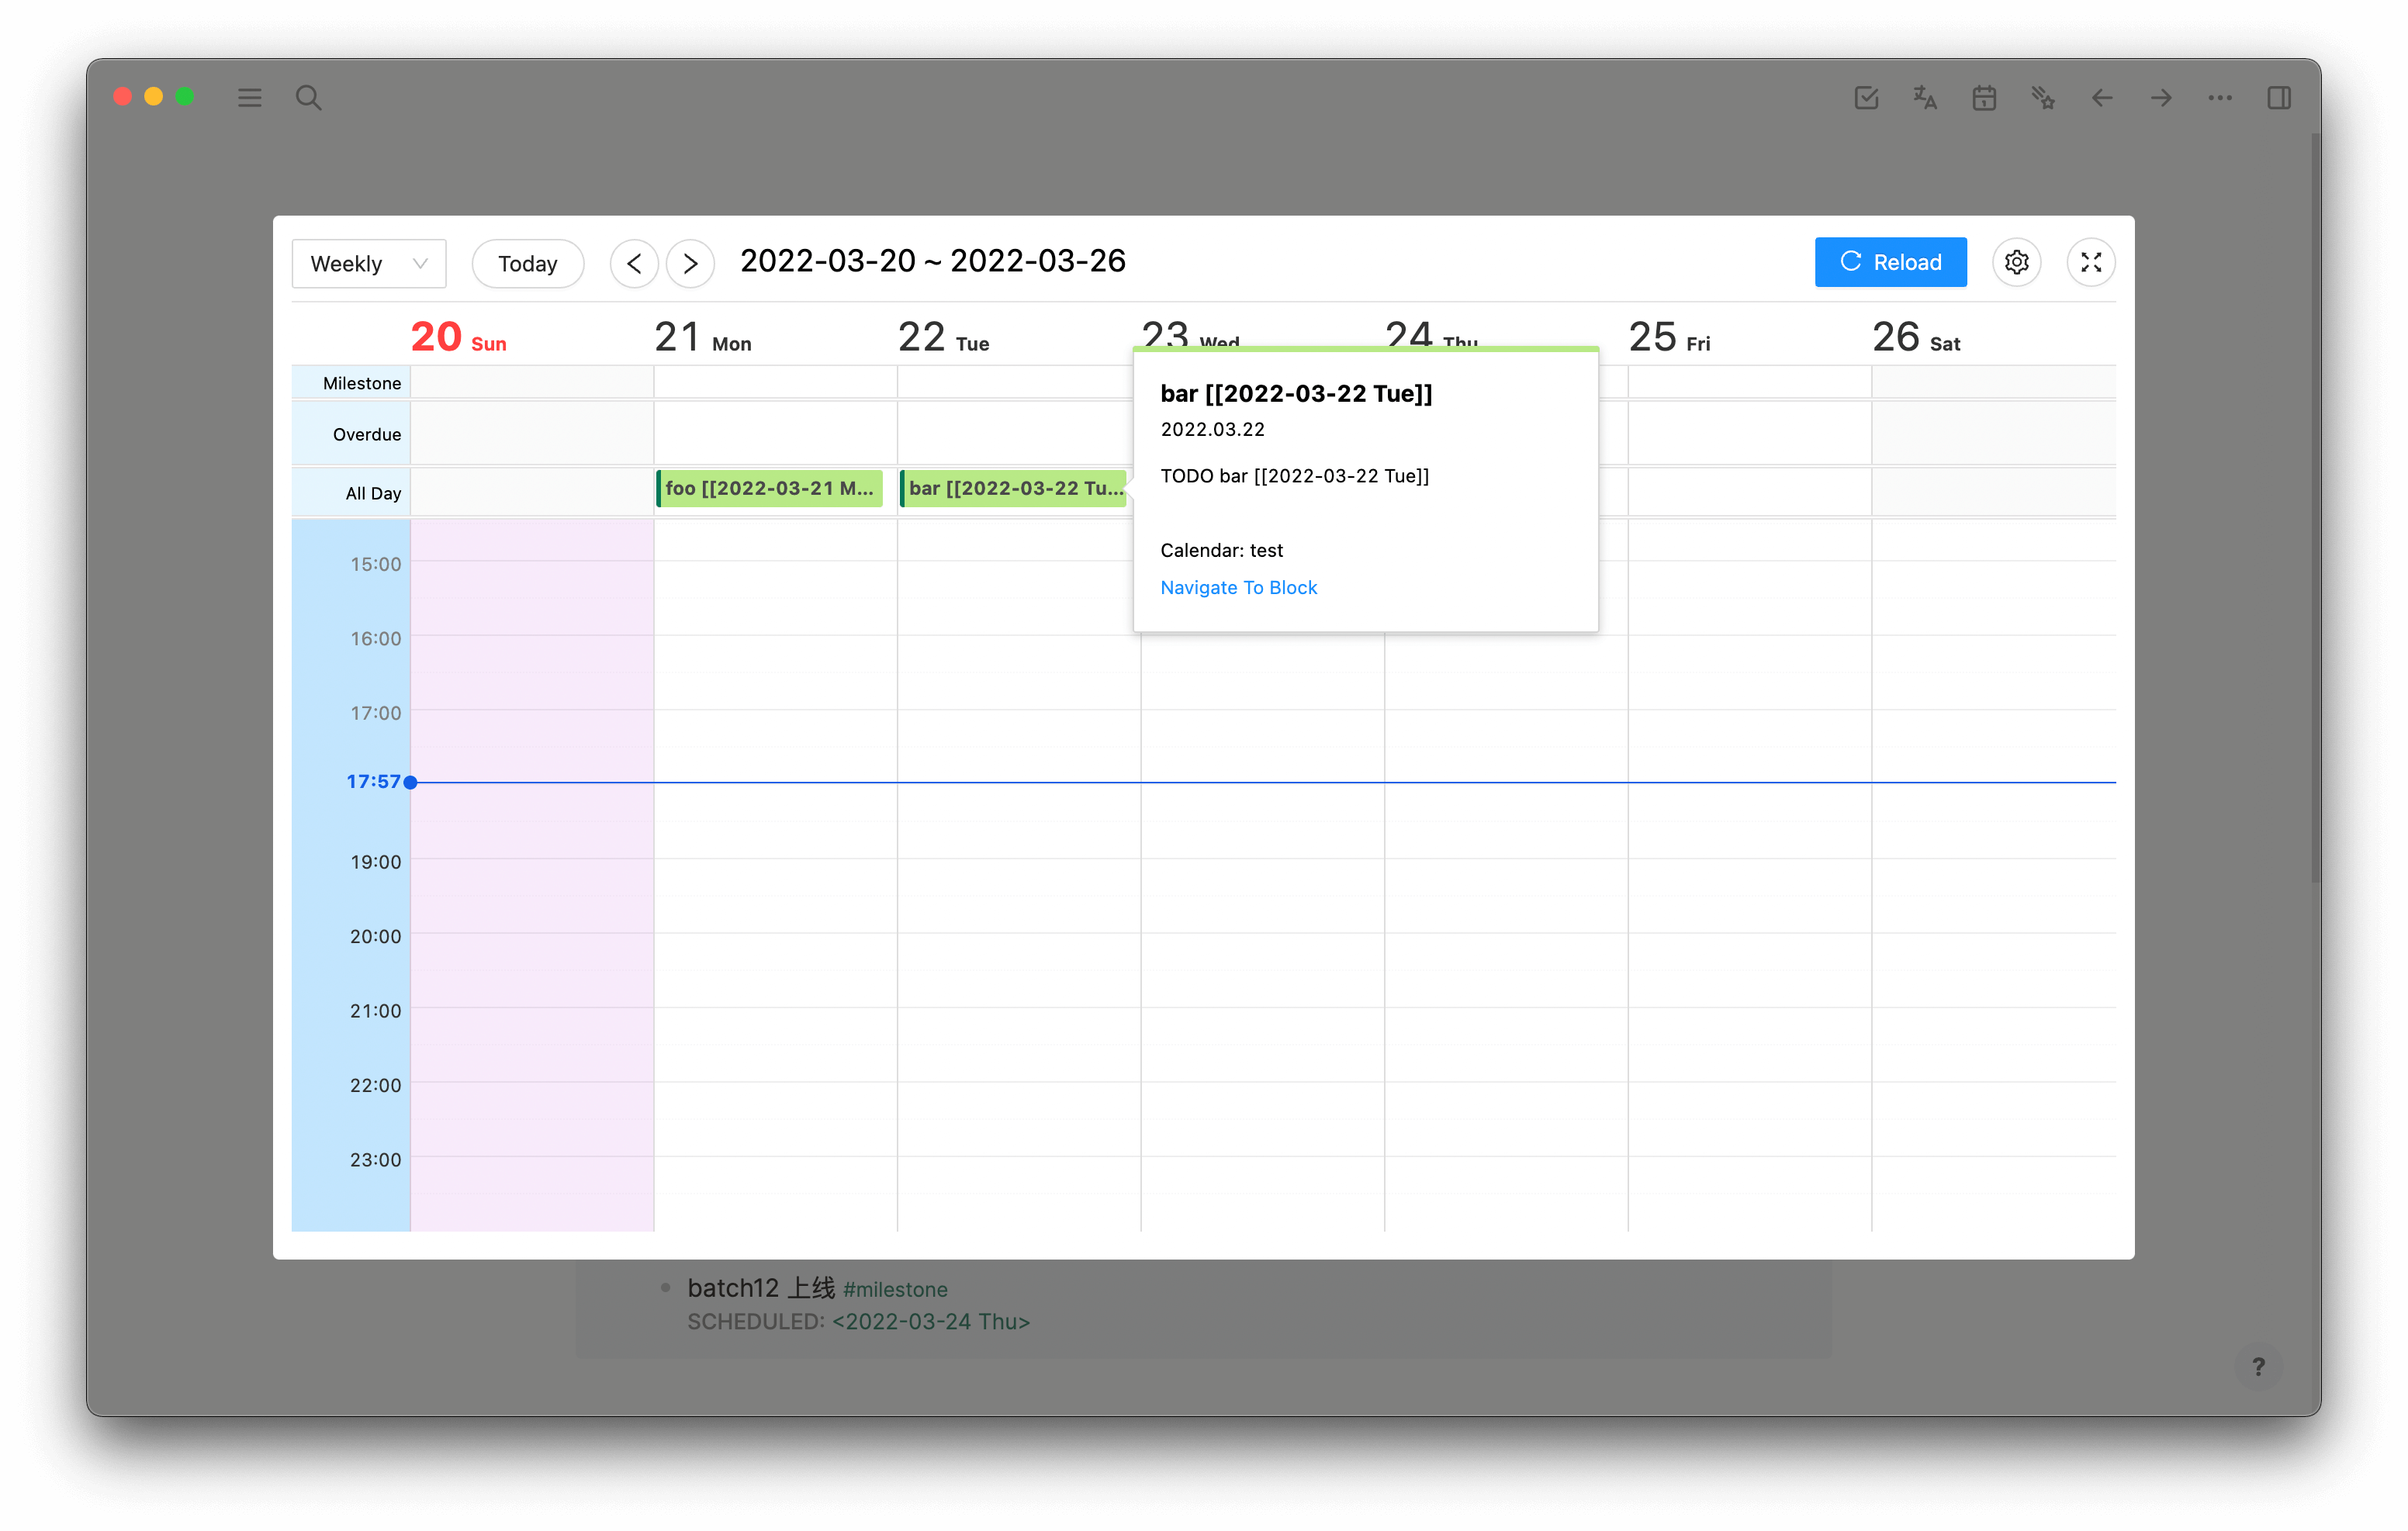 Weekly Today 2022-03-20 ~ 2022-03-26 Reload
20 Sun 21 Mon 22 Tue 23 Wed 24 Thu 25 Fri 26 Sat
Milestone
Overdue
All Day
foo [[2022-03-21 M...
bar [[2022-03-22 Tu...
bar [[2022-03-22 Tue]]
2022.03.22
TODO bar [[2022-03-22 Tue]]
Calendar: test
Navigate To Block
15:00
16:00
17:00
17:57
19:00
20:00
21:00
22:00
23:00
batch12 上线 #milestone
SCHEDULED: <2022-03-24 Thu>
?